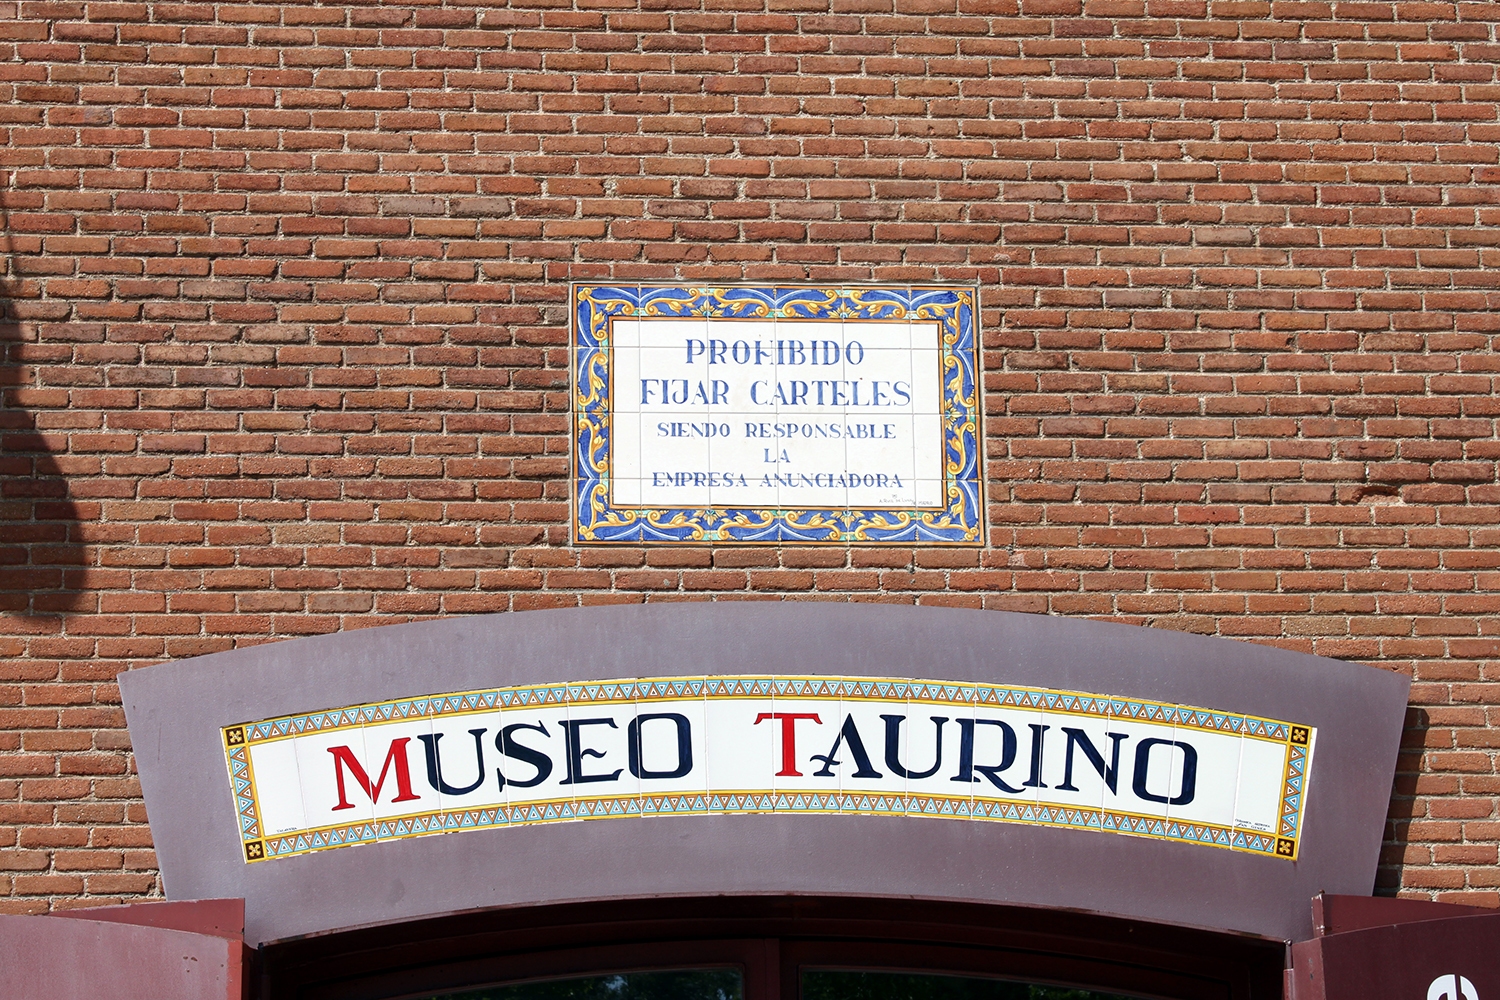 PROHIBIDO
FIJAR CARTELES
SIENDO RESPONSABLE
LA
EMPRESA ANUNCIADORA
MUSEO TAURINO